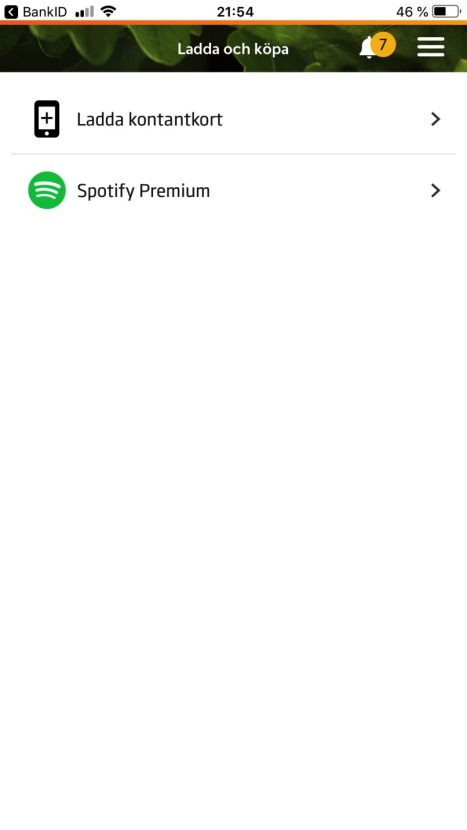 BankID 21:54 46 %
Ladda och köpa 7
Ladda kontantkort
Spotify Premium